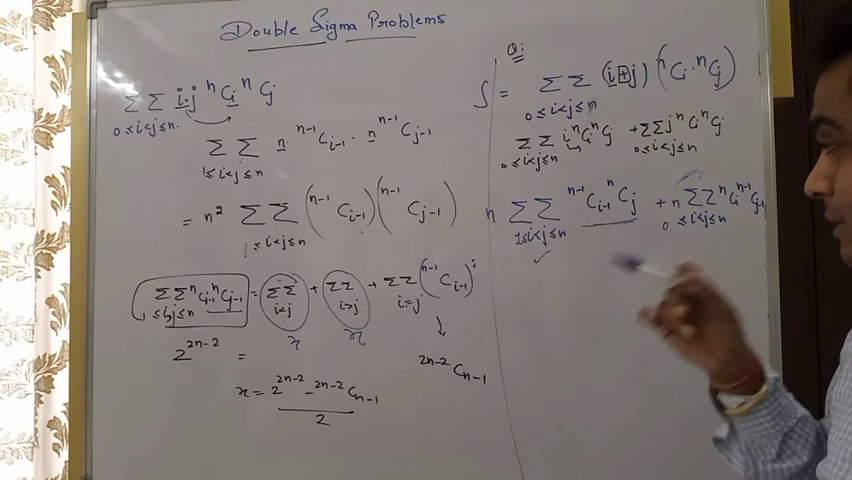 Double Sigma Problems
ΣΣ i.j ⁿCᵢ ⁿCⱼ
0≤i<j≤n.
ΣΣ n. ⁿ⁻¹Cᵢ₋₁ . n ⁿ⁻¹Cⱼ₋₁
1≤i<j≤n
= n² ΣΣ (ⁿ⁻¹Cᵢ₋₁)(ⁿ⁻¹Cⱼ₋₁)
1≤i<j≤n
ΣΣ ⁿCᵢ₋₁ ⁿCⱼ₋₁ = ΣΣ + ΣΣ + ΣΣ (ⁿ⁻¹Cᵢ₋₁)²
≤i,j≤n i<j i>j i=j
x x
2²ⁿ⁻² = ²ⁿ⁻²Cₙ₋₁
x = 2²ⁿ⁻² - ²ⁿ⁻²Cₙ₋₁
2
Q:
S = ΣΣ (i+j) (ⁿCᵢ . ⁿCⱼ)
0≤i<j≤n
ΣΣ i ⁿCᵢ ⁿCⱼ + ΣΣ j ⁿCᵢ ⁿCⱼ
0≤i<j≤n 0≤i<j≤n
n ΣΣ ⁿ⁻¹Cᵢ₋₁ ⁿCⱼ + n ΣΣ ⁿCᵢ ⁿ⁻¹Cⱼ₋₁
1≤i<j≤n 0≤i<j≤n